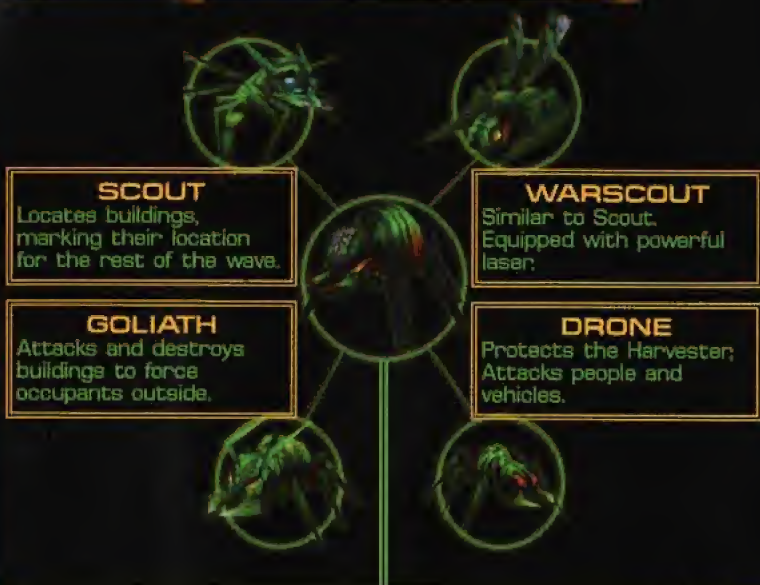 SCOUT
Locates buildings,
marking their location
for the rest of the wave.
WARSCOUT
Similar to Scout.
Equipped with powerful
laser.
GOLIATH
Attacks and destroys
buildings to force
occupants outside.
DRONE
Protects the Harvester.
Attacks people and
vehicles.